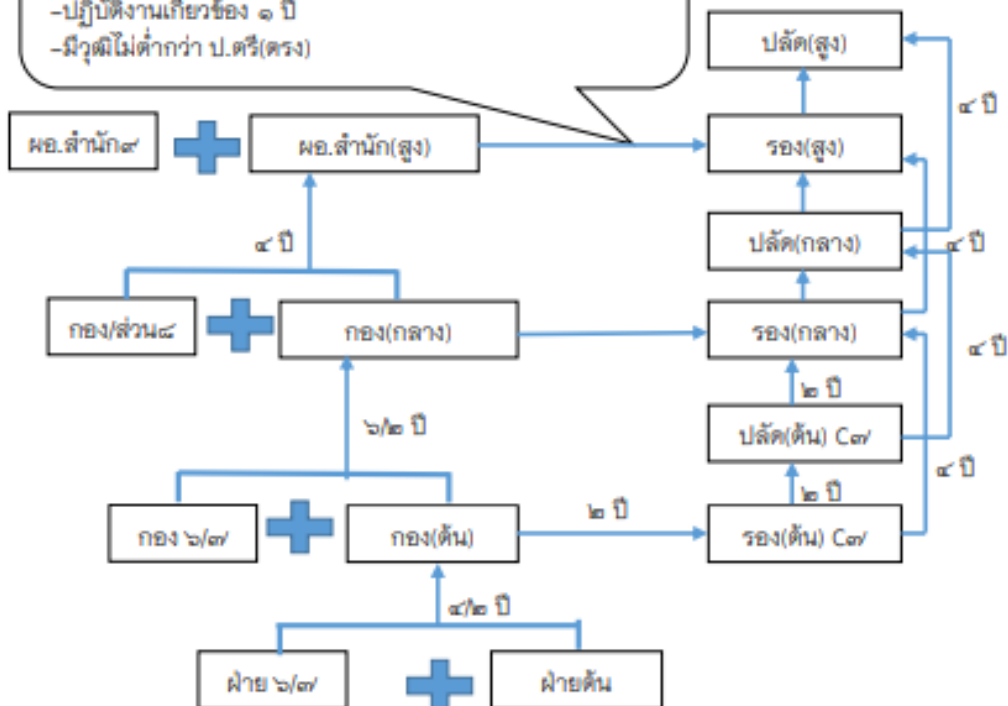 -ปฏิบัติงานเกี่ยวข้อง ๑ ปี
-มีวุฒิไม่ต่ำกว่า ป.ตรี(ตรง)
ปลัด(สูง)
๔ ปี
ผอ.สำนัก๙
ผอ.สำนัก(สูง)
รอง(สูง)
๔ ปี
ปลัด(กลาง)
๔ ปี
กอง/ส่วน๘
กอง(กลาง)
รอง(กลาง)
๔ ปี
๒ ปี
๖/๒ ปี
ปลัด(ต้น) C๗
๔ ปี
๒ ปี
๒ ปี
กอง ๖/๗
กอง(ต้น)
รอง(ต้น) C๗
๔/๒ ปี
ฝ่าย ๖/๗
ฝ่ายต้น